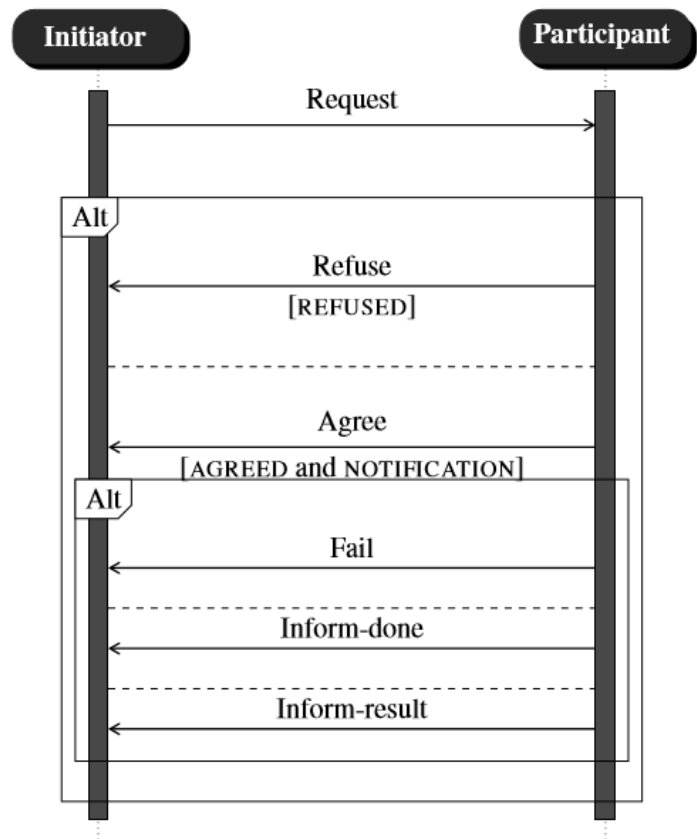 Initiator
Participant
Request
Alt
Refuse
[REFUSED]
Agree
[AGREED and NOTIFICATION]
Alt
Fail
Inform-done
Inform-result